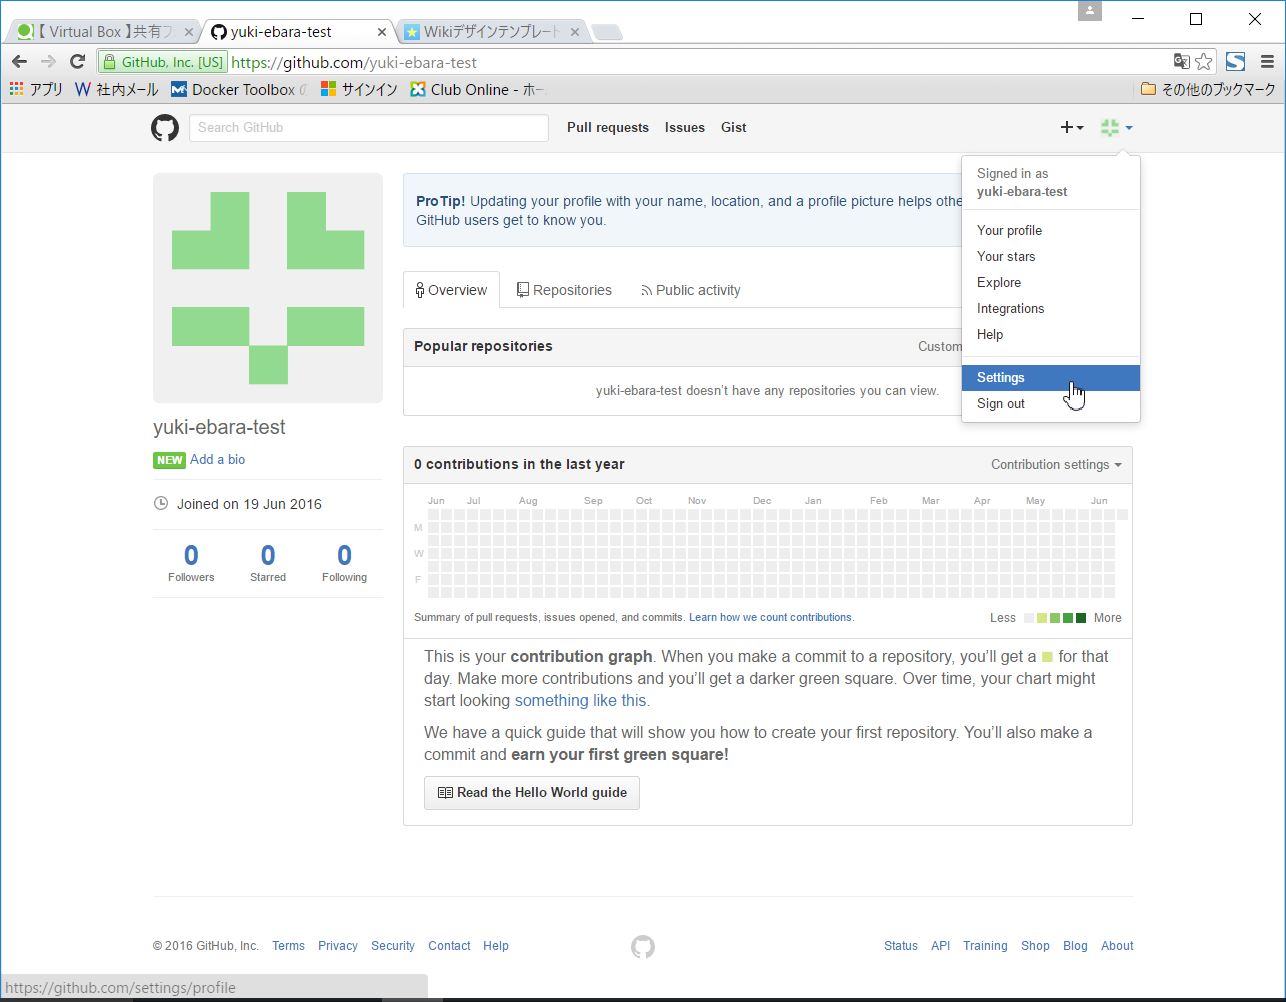 【 Virtual Box 】共有フ
yuki-ebara-test
Wikiデザインテンプレート
GitHub, Inc. [US]
https://github.com/yuki-ebara-test
アプリ
社内メール
Docker Toolbox
サインイン
Club Online - ホー
その他のブックマーク
Search GitHub
Pull requests
Issues
Gist
Signed in as
yuki-ebara-test
Your profile
Your stars
Explore
Integrations
Help
Settings
Sign out
ProTip! Updating your profile with your name, location, and a profile picture helps othe
GitHub users get to know you.
Overview
Repositories
Public activity
Popular repositories
Custom
yuki-ebara-test doesn’t have any repositories you can view.
yuki-ebara-test
NEW Add a bio
Joined on 19 Jun 2016
0 0 0
Followers Starred Following
0 contributions in the last year
Contribution settings
Jun Jul Aug Sep Oct Nov Dec Jan Feb Mar Apr May Jun
M
W
F
Summary of pull requests, issues opened, and commits. Learn how we count contributions.
Less More
This is your contribution graph. When you make a commit to a repository, you’ll get a for that
day. Make more contributions and you’ll get a darker green square. Over time, your chart might
start looking something like this.
We have a quick guide that will show you how to create your first repository. You’ll also make a
commit and earn your first green square!
Read the Hello World guide
© 2016 GitHub, Inc. Terms Privacy Security Contact Help
Status API Training Shop Blog About
https://github.com/settings/profile